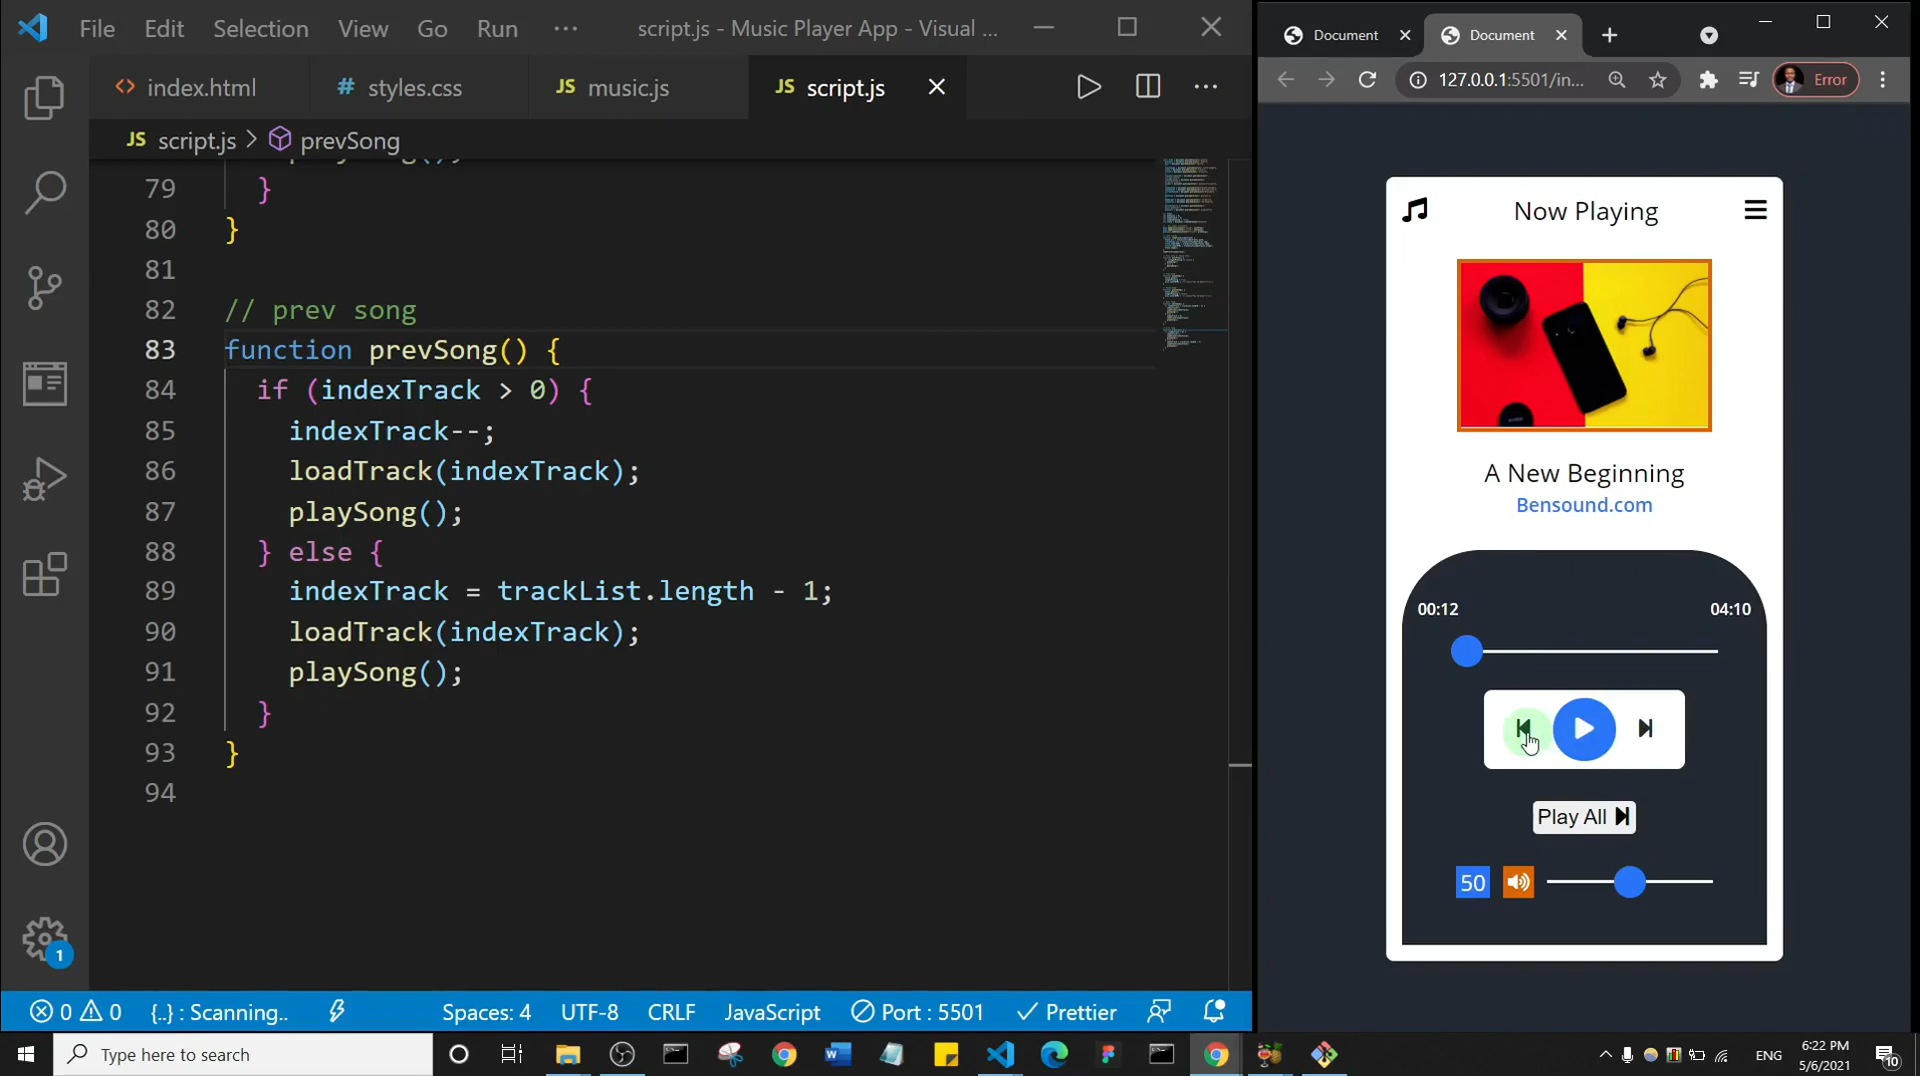 File Edit Selection View Go Run ··· script.js - Music Player App - Visual ...
<> index.html # styles.css JS music.js JS script.js
JS script.js > prevSong
79 }
80 }
81
82 // prev song
83 function prevSong() {
84 if (indexTrack > 0) {
85 indexTrack--;
86 loadTrack(indexTrack);
87 playSong();
88 } else {
89 indexTrack = trackList.length - 1;
90 loadTrack(indexTrack);
91 playSong();
92 }
93 }
94
1
0 0 {..} : Scanning.. Spaces: 4 UTF-8 CRLF JavaScript Port : 5501 Prettier
Document Document
127.0.0.1:5501/in... Error
Now Playing
A New Beginning
Bensound.com
00:12 04:10
Play All
50
Type here to search
ENG 6:22 PM
5/6/2021
10